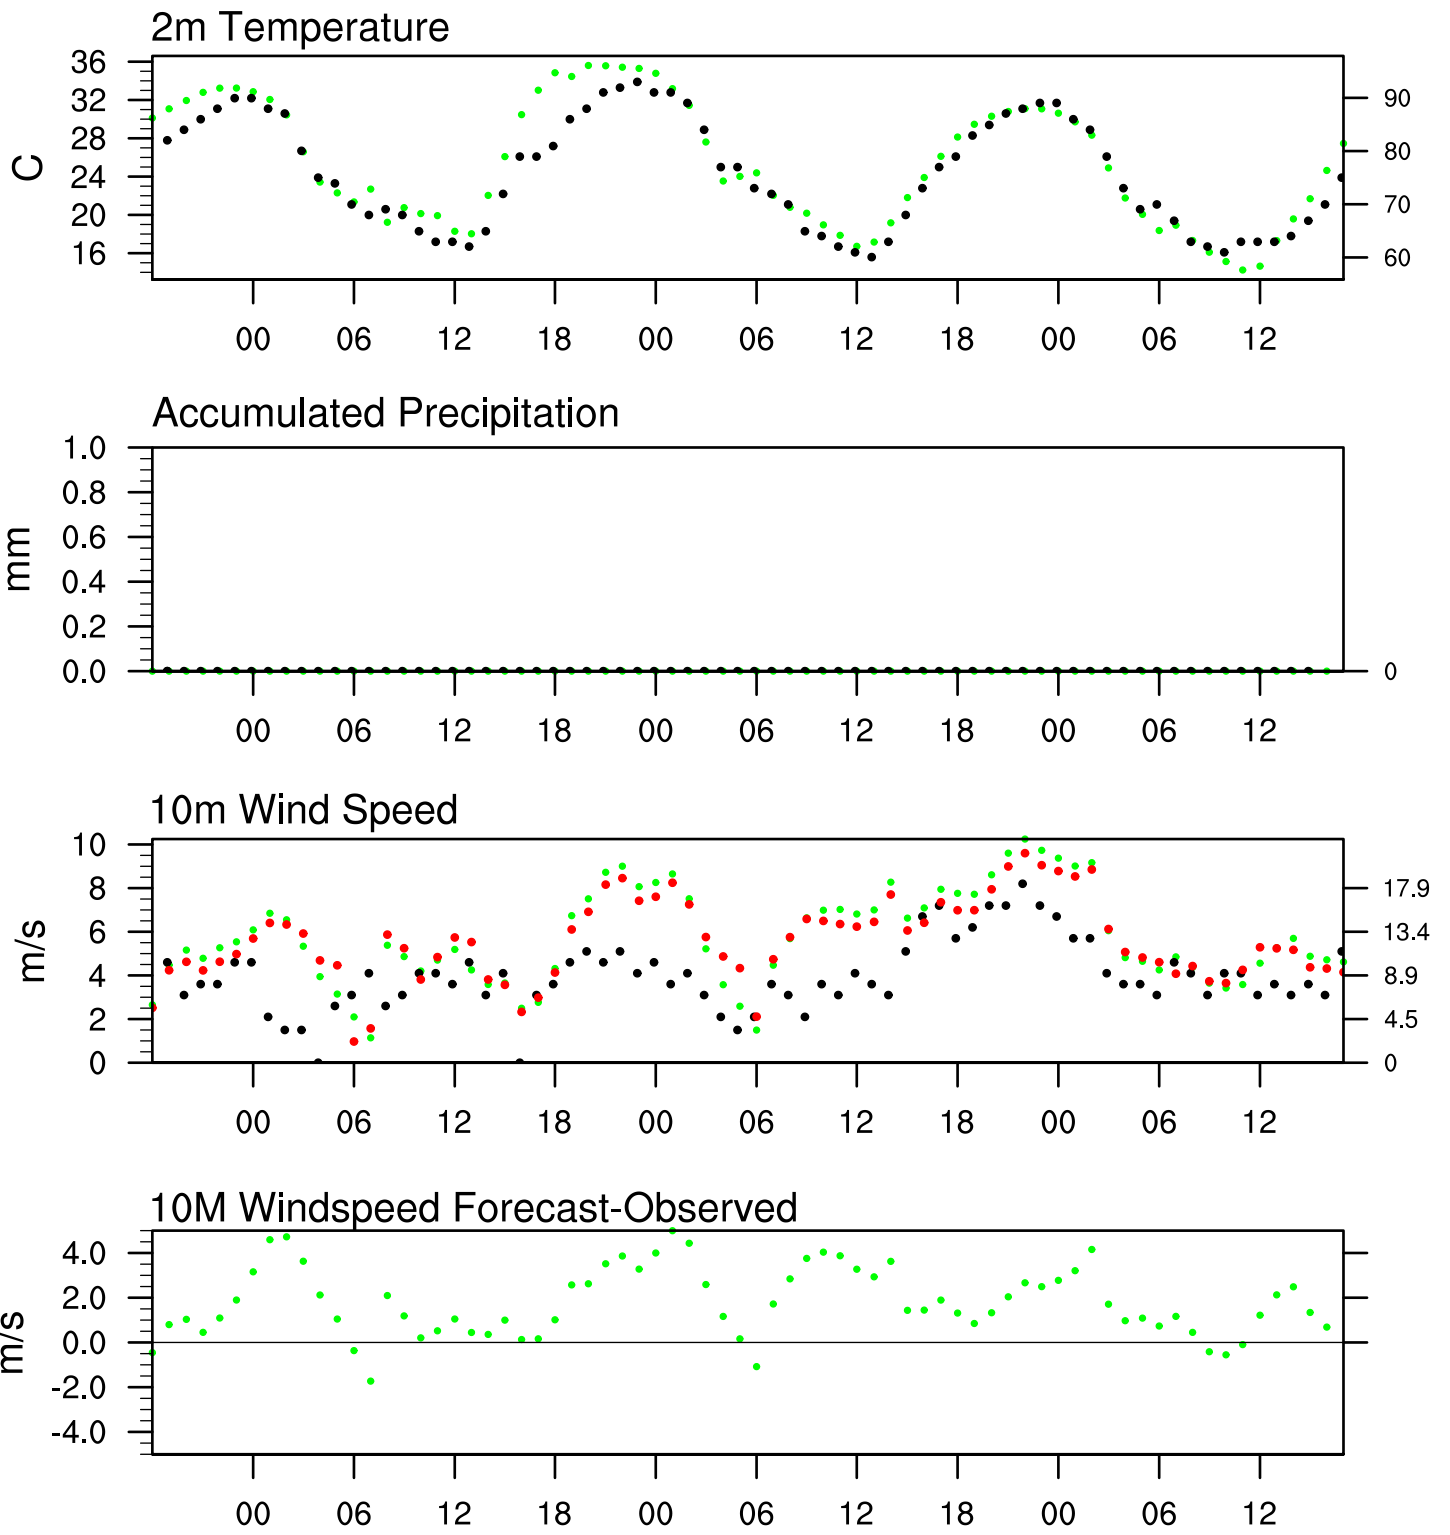 2m Temperature
36
32
28
24
20
16
C
90
80
70
60
00 06 12 18 00 06 12 18 00 06 12
Accumulated Precipitation
1.0
0.8
0.6
0.4
0.2
0.0
mm
0
00 06 12 18 00 06 12 18 00 06 12
10m Wind Speed
10
8
6
4
2
0
m/s
17.9
13.4
8.9
4.5
0
00 06 12 18 00 06 12 18 00 06 12
10M Windspeed Forecast-Observed
4.0
2.0
0.0
-2.0
-4.0
m/s
00 06 12 18 00 06 12 18 00 06 12